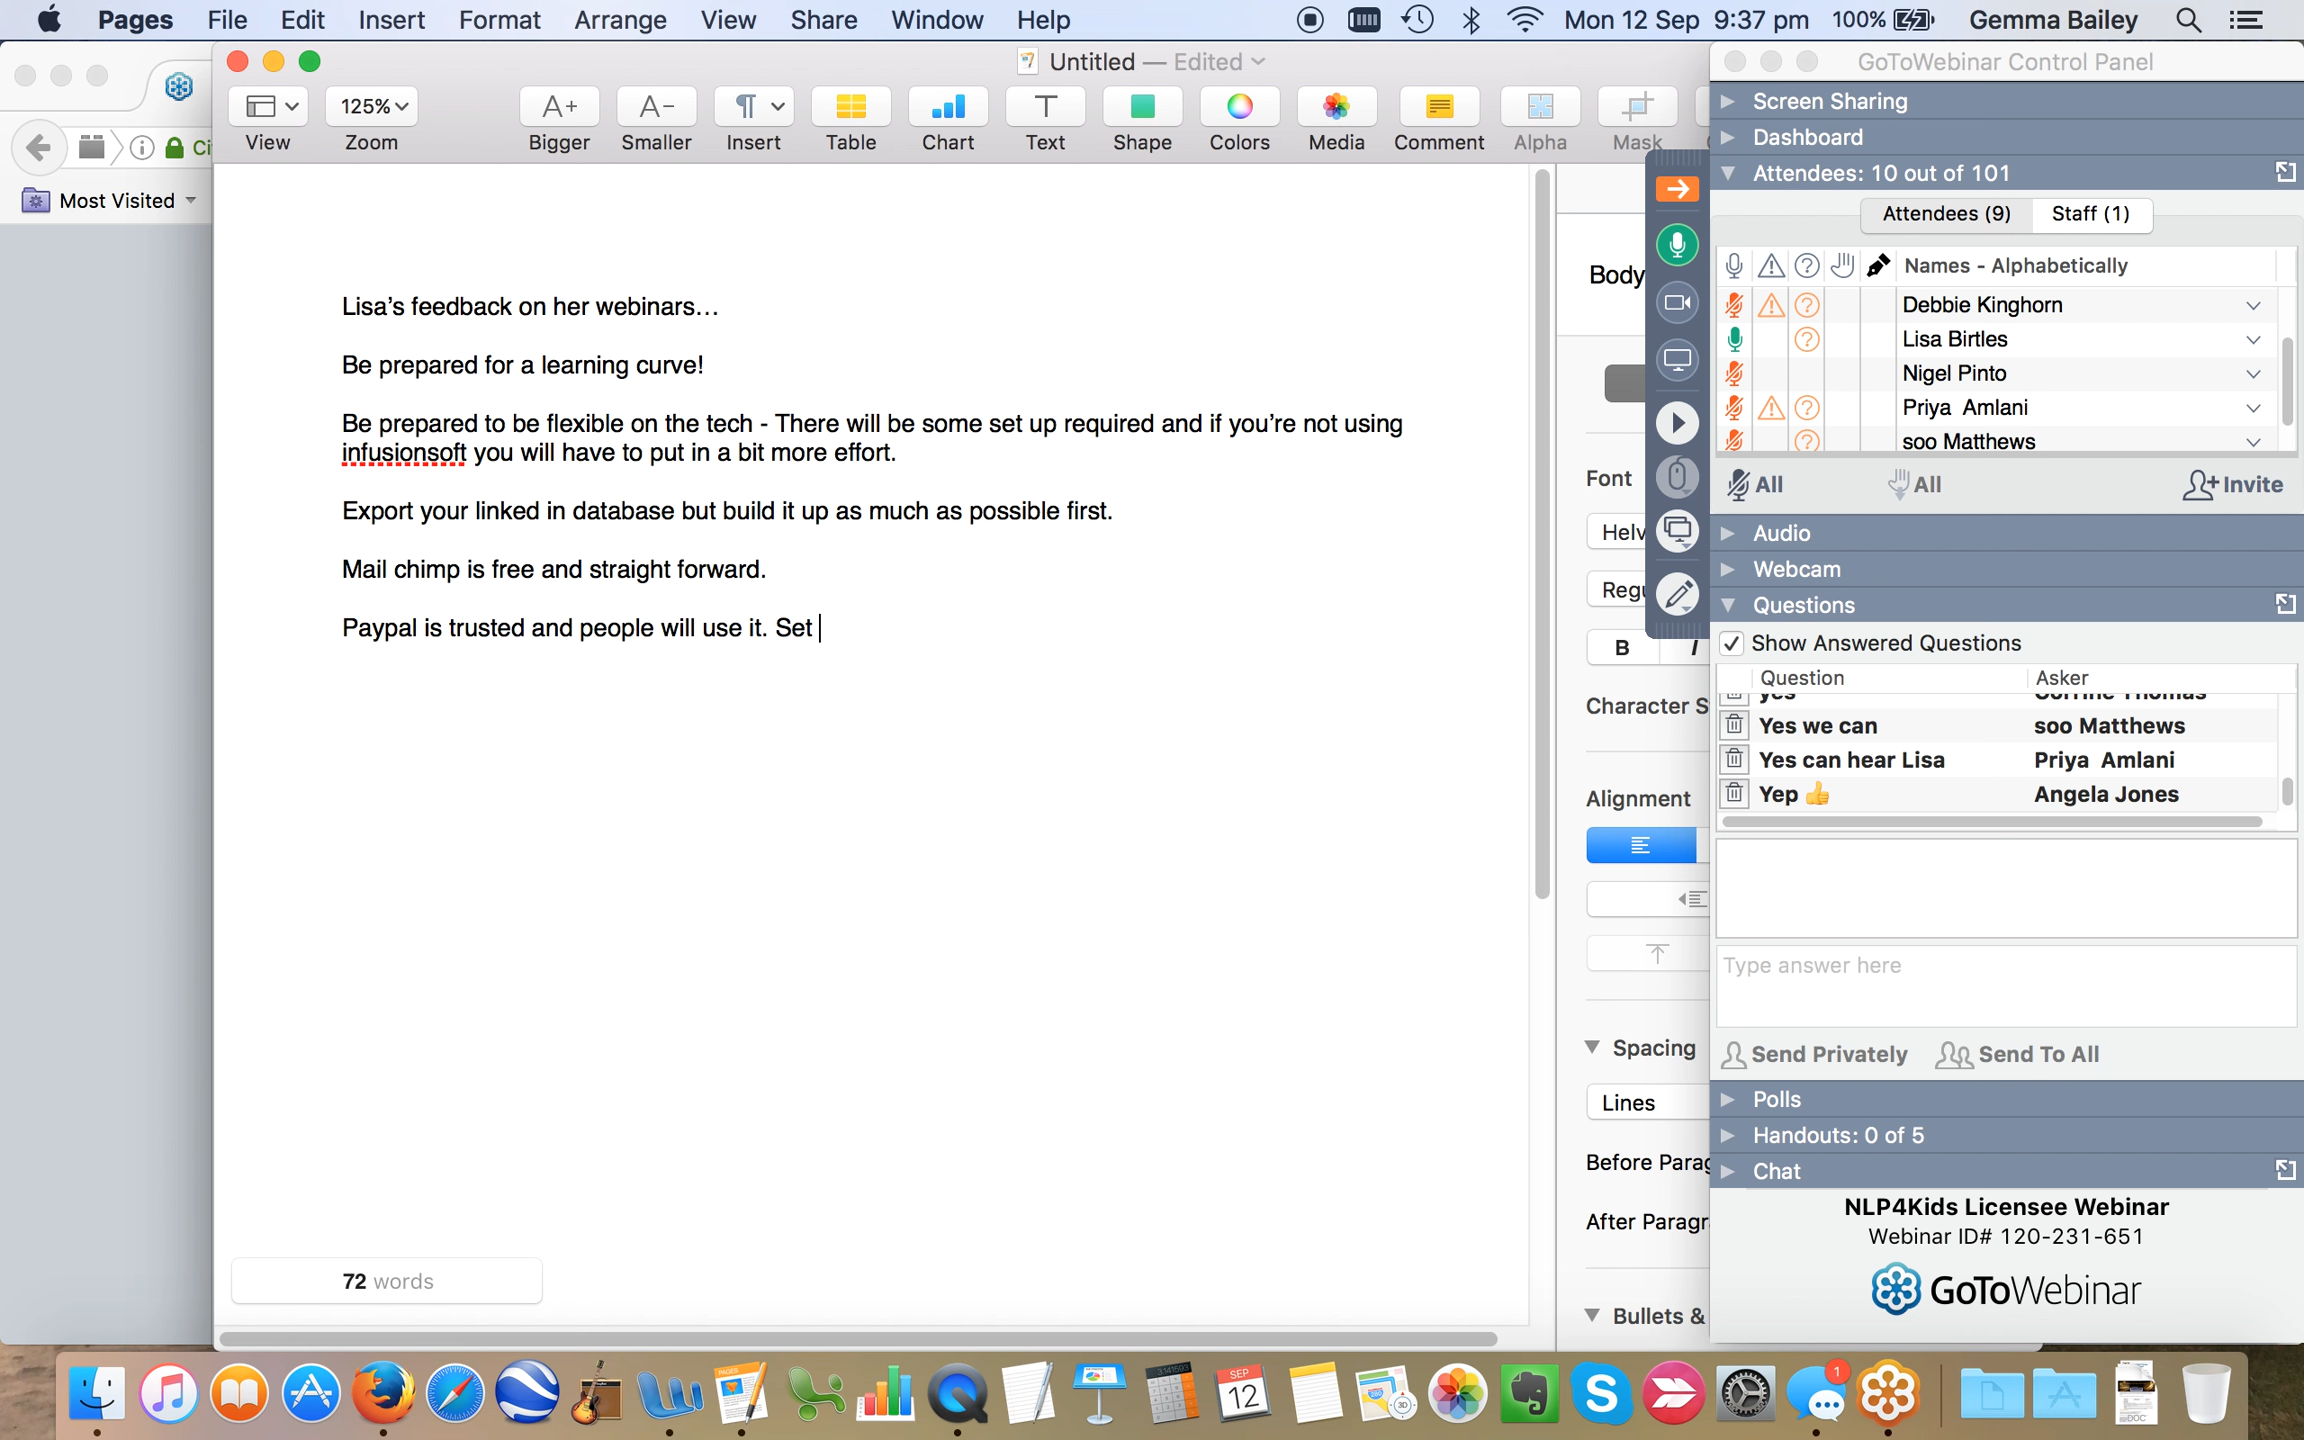 Pages File Edit Insert Format Arrange View Share Window Help
Mon 12 Sep 9:37 pm 100% Gemma Bailey
Untitled — Edited
125%
View Zoom Bigger Smaller Insert Table Chart Text Shape Colors Media Comment Alpha Mask
Most Visited
Lisa’s feedback on her webinars…
Be prepared for a learning curve!
Be prepared to be flexible on the tech - There will be some set up required and if you’re not using
infusionsoft you will have to put in a bit more effort.
Export your linked in database but build it up as much as possible first.
Mail chimp is free and straight forward.
Paypal is trusted and people will use it. Set
72 words
Body
Font
Helv
Regu
B I
Character S
Alignment
Spacing
Lines
Before Parag
After Paragr
Bullets &
GoToWebinar Control Panel
Screen Sharing
Dashboard
Attendees: 10 out of 101
Attendees (9) Staff (1)
Names - Alphabetically
Debbie Kinghorn
Lisa Birtles
Nigel Pinto
Priya Amlani
soo Matthews
All All Invite
Audio
Webcam
Questions
Show Answered Questions
Question Asker
yes Corrine Thomas
Yes we can soo Matthews
Yes can hear Lisa Priya Amlani
Yep 👍 Angela Jones
Type answer here
Send Privately Send To All
Polls
Handouts: 0 of 5
Chat
NLP4Kids Licensee Webinar
Webinar ID# 120-231-651
GoToWebinar
SEP
12
1